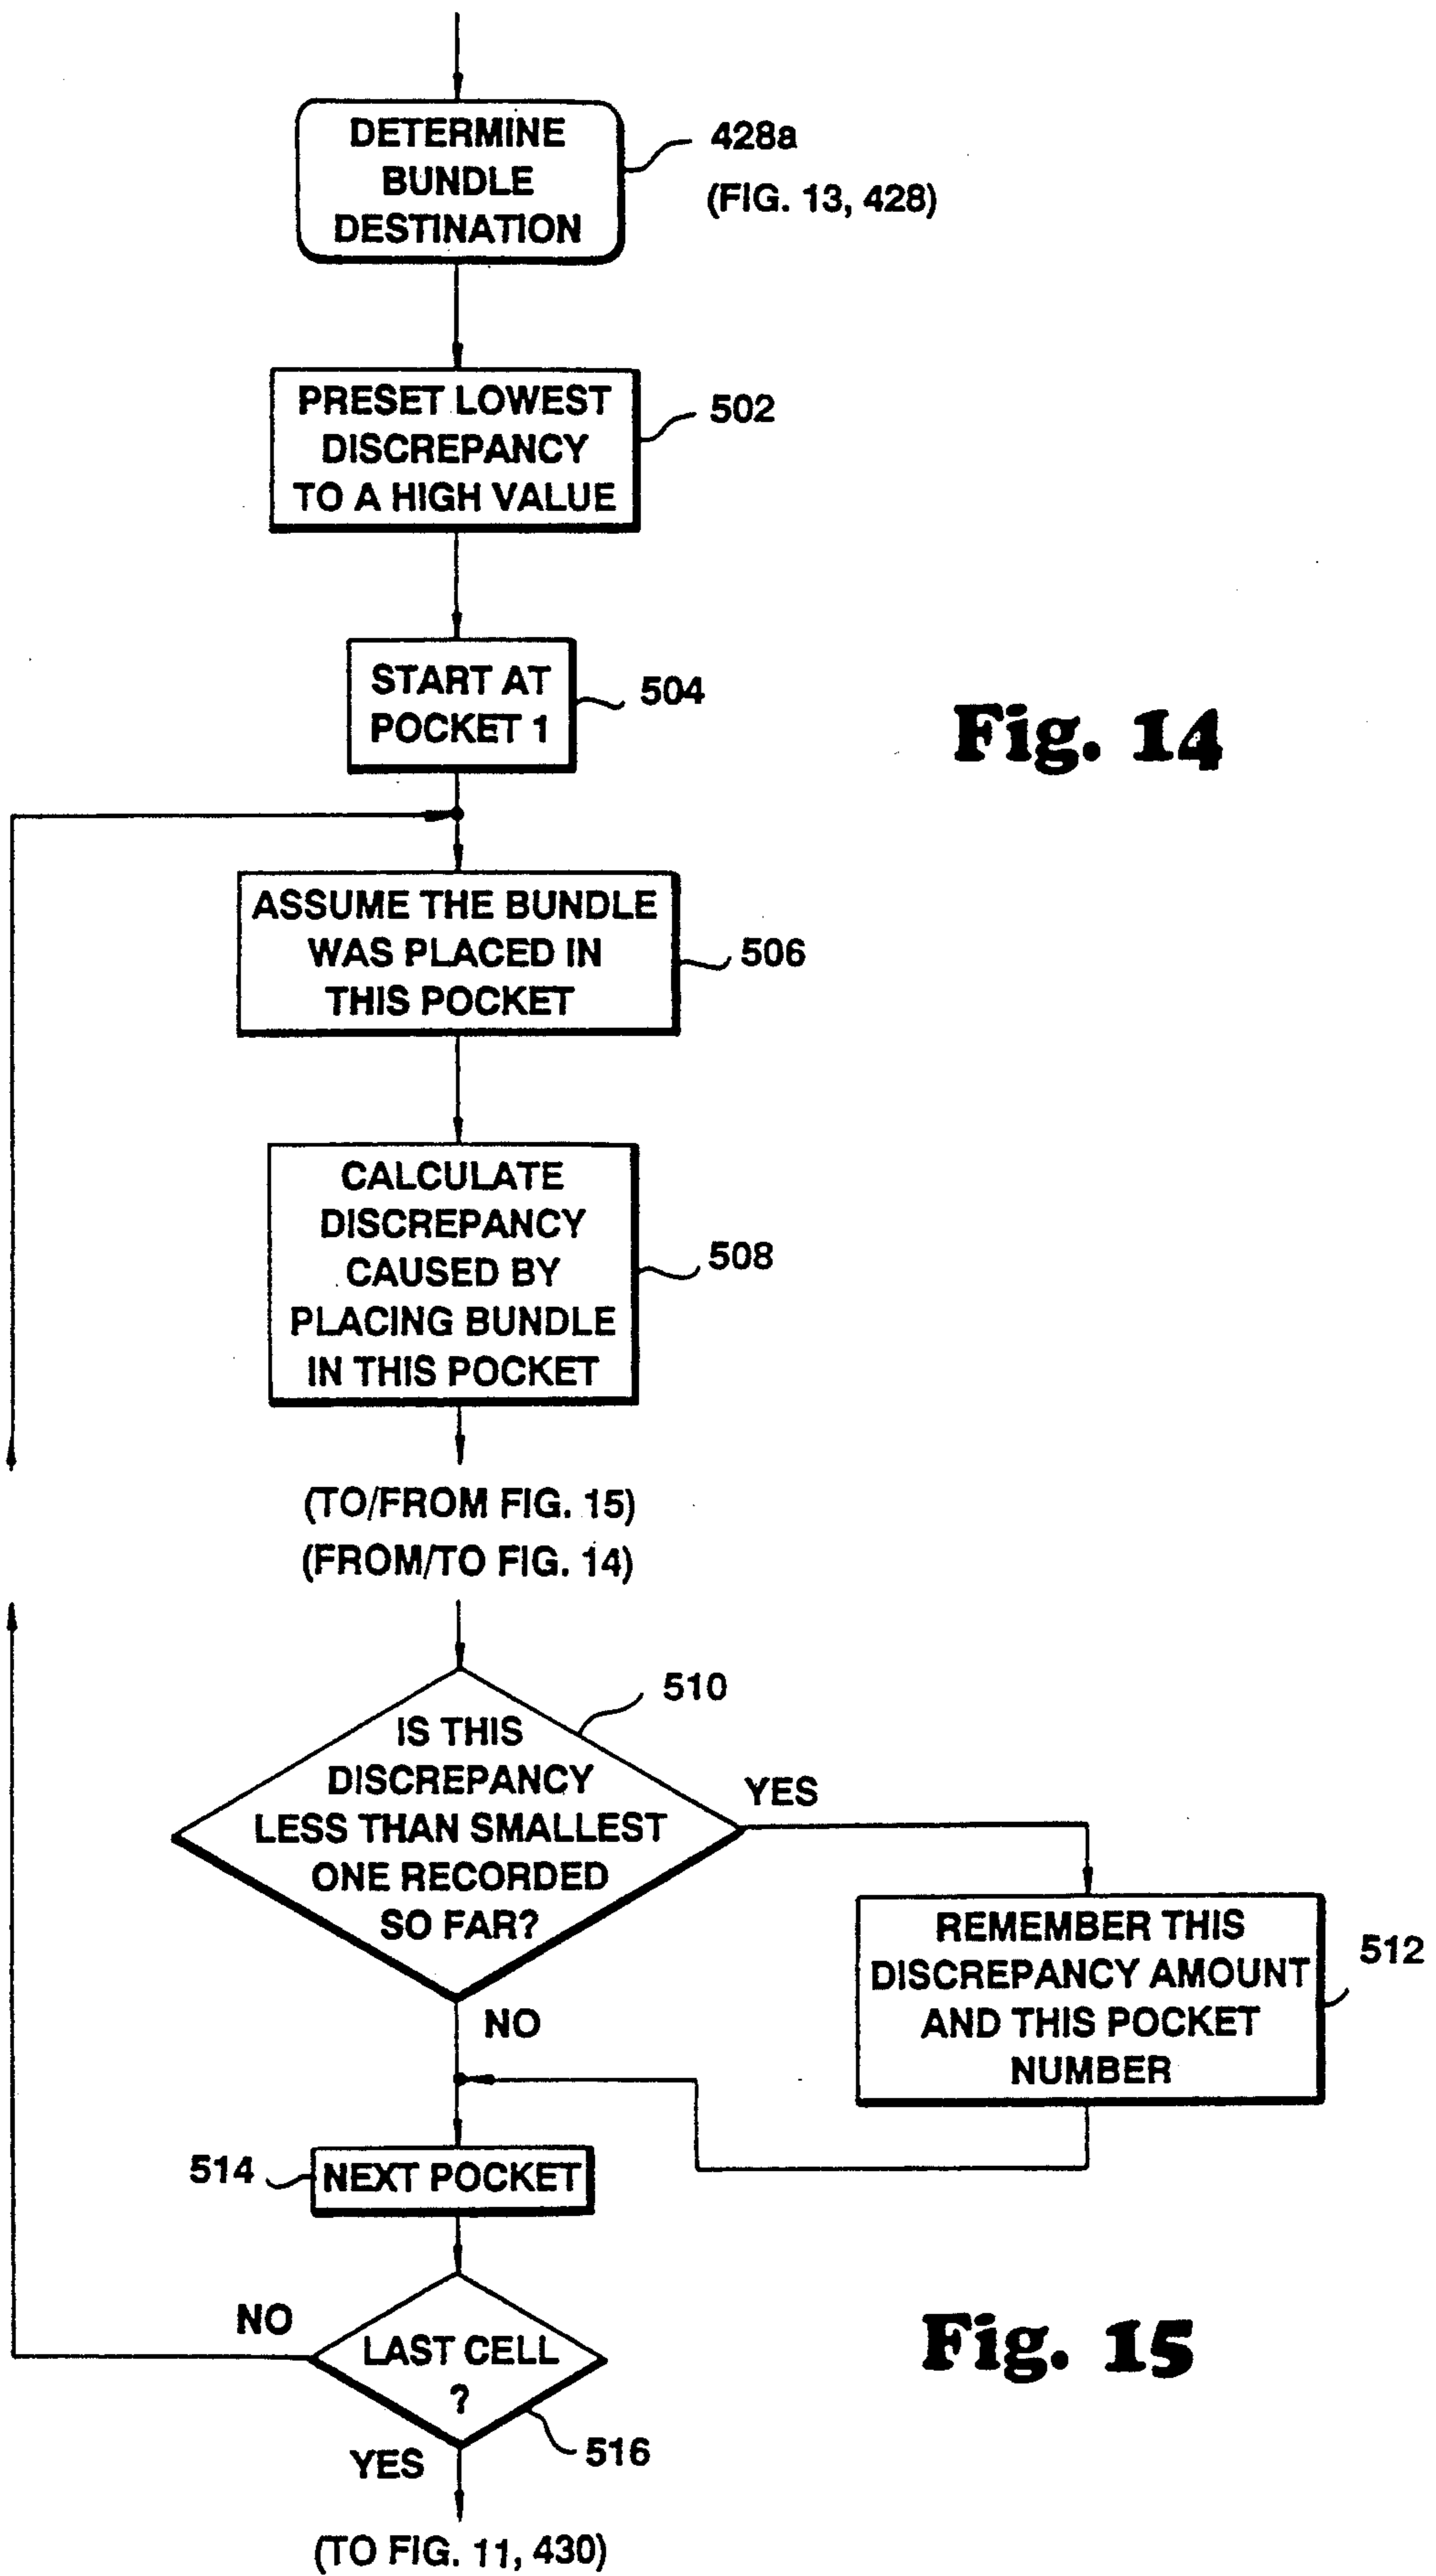 DETERMINE
BUNDLE
DESTINATION
428a
(FIG. 13, 428)
PRESET LOWEST
DISCREPANCY
TO A HIGH VALUE
502
START AT
POCKET 1
504
Fig. 14
ASSUME THE BUNDLE
WAS PLACED IN
THIS POCKET
506
CALCULATE
DISCREPANCY
CAUSED BY
PLACING BUNDLE
IN THIS POCKET
508
(TO/FROM FIG. 15)
(FROM/TO FIG. 14)
510
IS THIS
DISCREPANCY
LESS THAN SMALLEST
ONE RECORDED
SO FAR?
YES
NO
REMEMBER THIS
DISCREPANCY AMOUNT
AND THIS POCKET
NUMBER
512
514
NEXT POCKET
NO
LAST CELL
?
516
YES
Fig. 15
(TO FIG. 11, 430)